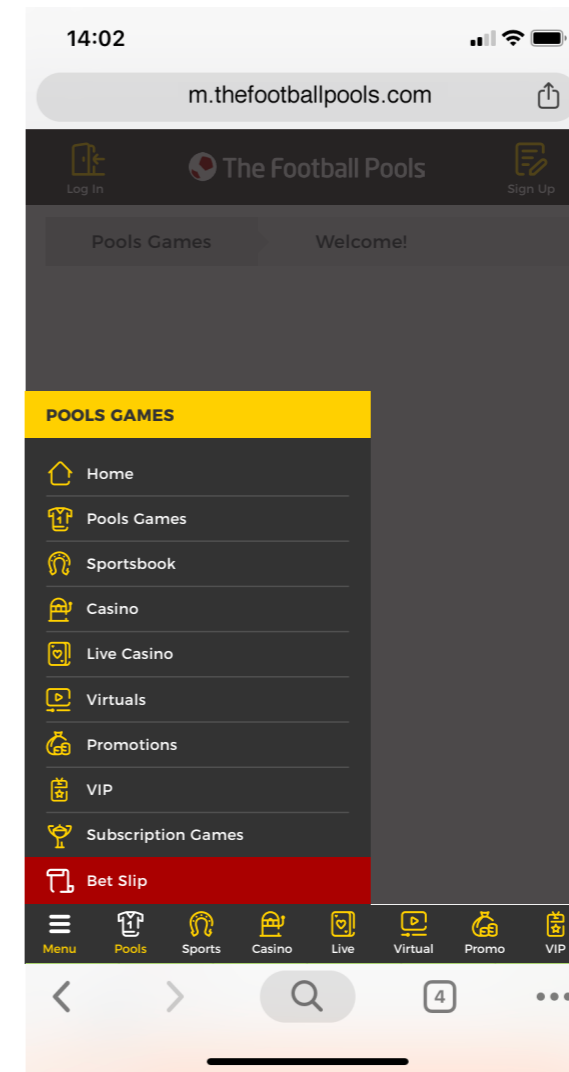 14:02
m.thefootballpools.com
Log In
The Football Pools
Sign Up
Pools Games
Welcome!
POOLS GAMES
Home
Pools Games
Sportsbook
Casino
Live Casino
Virtuals
Promotions
VIP
Subscription Games
Bet Slip
Menu Pools Sports Casino Live Virtual Promo VIP
4